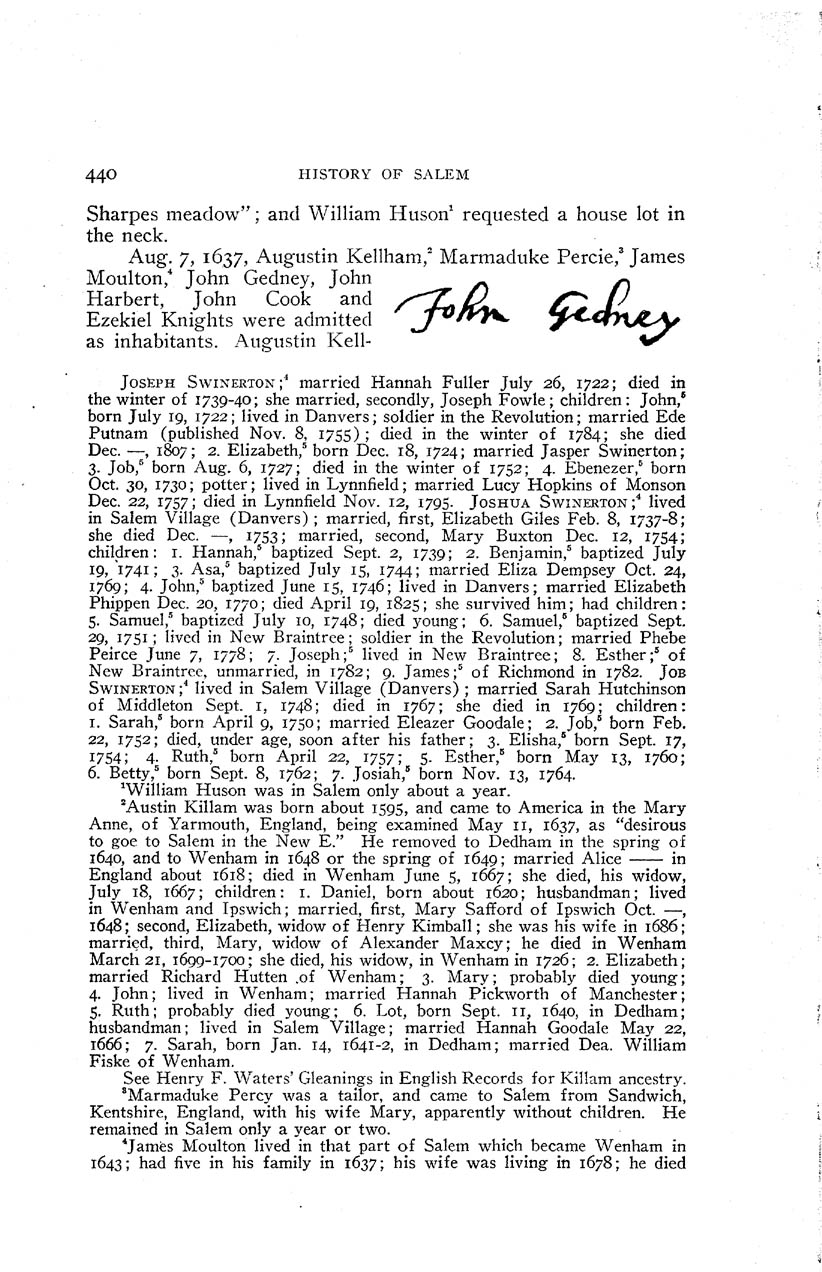 440 HISTORY OF SALEM
Sharpes meadow”; and William Huson¹ requested a house lot in
the neck.
Aug. 7, 1637, Augustin Kellham,² Marmaduke Percie,³ James
Moulton,⁴ John Gedney, John
Harbert, John Cook and
Ezekiel Knights were admitted
as inhabitants. Augustin Kell-
John Gedney
JOSEPH SWINERTON;⁴ married Hannah Fuller July 26, 1722; died in
the winter of 1739-40; she married, secondly, Joseph Fowle; children: John,⁵
born July 19, 1722; lived in Danvers; soldier in the Revolution; married Ede
Putnam (published Nov. 8, 1755); died in the winter of 1784; she died
Dec. —, 1807; 2. Elizabeth,⁵ born Dec. 18, 1724; married Jasper Swinerton;
3. Job,⁵ born Aug. 6, 1727; died in the winter of 1752; 4. Ebenezer,⁵ born
Oct. 30, 1730; potter; lived in Lynnfield; married Lucy Hopkins of Monson
Dec. 22, 1757; died in Lynnfield Nov. 12, 1795. JOSHUA SWINERTON;⁴ lived
in Salem Village (Danvers); married, first, Elizabeth Giles Feb. 8, 1737-8;
she died Dec. —, 1753; married, second, Mary Buxton Dec. 12, 1754;
children: 1. Hannah,⁵ baptized Sept. 2, 1739; 2. Benjamin,⁵ baptized July
19, 1741; 3. Asa,⁵ baptized July 15, 1744; married Eliza Dempsey Oct. 24,
1769; 4. John,⁵ baptized June 15, 1746; lived in Danvers; married Elizabeth
Phippen Dec. 20, 1770; died April 19, 1825; she survived him; had children:
5. Samuel,⁵ baptized July 10, 1748; died young; 6. Samuel,⁵ baptized Sept.
29, 1751; lived in New Braintree; soldier in the Revolution; married Phebe
Peirce June 7, 1778; 7. Joseph;⁵ lived in New Braintree; 8. Esther;⁵ of
New Braintree, unmarried, in 1782; 9. James;⁵ of Richmond in 1782. JOB
SWINERTON;⁴ lived in Salem Village (Danvers); married Sarah Hutchinson
of Middleton Sept. 1, 1748; died in 1767; she died in 1769; children:
1. Sarah,⁵ born April 9, 1750; married Eleazer Goodale; 2. Job,⁵ born Feb.
22, 1752; died, under age, soon after his father; 3. Elisha,⁵ born Sept. 17,
1754; 4. Ruth,⁵ born April 22, 1757; 5. Esther,⁵ born May 13, 1760;
6. Betty,⁵ born Sept. 8, 1762; 7. Josiah,⁵ born Nov. 13, 1764.
¹William Huson was in Salem only about a year.
²Austin Killam was born about 1595, and came to America in the Mary
Anne, of Yarmouth, England, being examined May 11, 1637, as “desirous
to goe to Salem in the New E.” He removed to Dedham in the spring of
1640, and to Wenham in 1648 or the spring of 1649; married Alice —— in
England about 1618; died in Wenham June 5, 1667; she died, his widow,
July 18, 1667; children: 1. Daniel, born about 1620; husbandman; lived
in Wenham and Ipswich; married, first, Mary Safford of Ipswich Oct. —,
1648; second, Elizabeth, widow of Henry Kimball; she was his wife in 1686;
married, third, Mary, widow of Alexander Maxcy; he died in Wenham
March 21, 1699-1700; she died, his widow, in Wenham in 1726; 2. Elizabeth;
married Richard Hutten of Wenham; 3. Mary; probably died young;
4. John; lived in Wenham; married Hannah Pickworth of Manchester;
5. Ruth; probably died young; 6. Lot, born Sept. 11, 1640, in Dedham;
husbandman; lived in Salem Village; married Hannah Goodale May 22,
1666; 7. Sarah, born Jan. 14, 1641-2, in Dedham; married Dea. William
Fiske of Wenham.
See Henry F. Waters’ Gleanings in English Records for Killam ancestry.
³Marmaduke Percy was a tailor, and came to Salem from Sandwich,
Kentshire, England, with his wife Mary, apparently without children. He
remained in Salem only a year or two.
⁴James Moulton lived in that part of Salem which became Wenham in
1643; had five in his family in 1637; his wife was living in 1678; he died